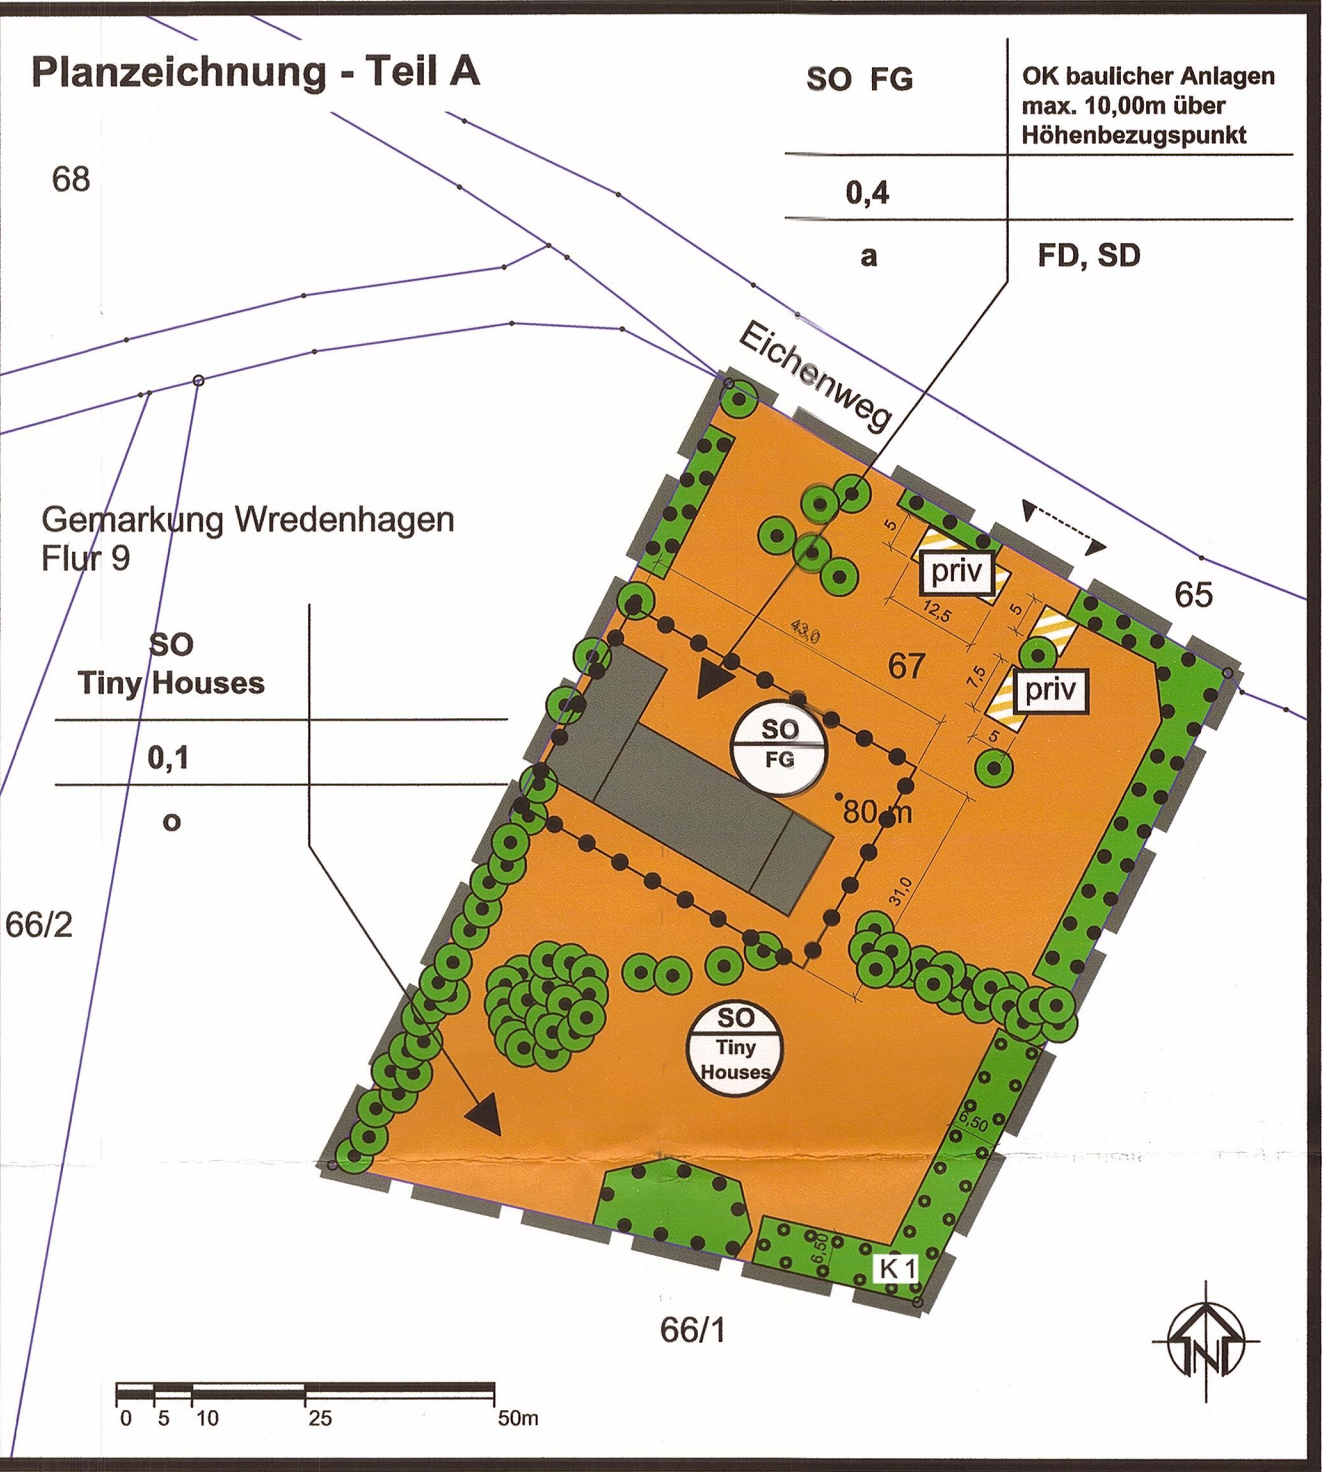 Planzeichnung - Teil A
SO FG
OK baulicher Anlagen
max. 10,00m über
Höhenbezugspunkt
0,4
a
FD, SD
68
Eichenweg
Gemarkung Wredenhagen
Flur 9
SO
Tiny Houses
0,1
o
5
priv
12,5
5
65
43,0
67
7,5
priv
5
SO
FG
80 m
31,0
66/2
SO
Tiny
Houses
6,50
6,50
K 1
66/1
N
0 5 10 25 50m